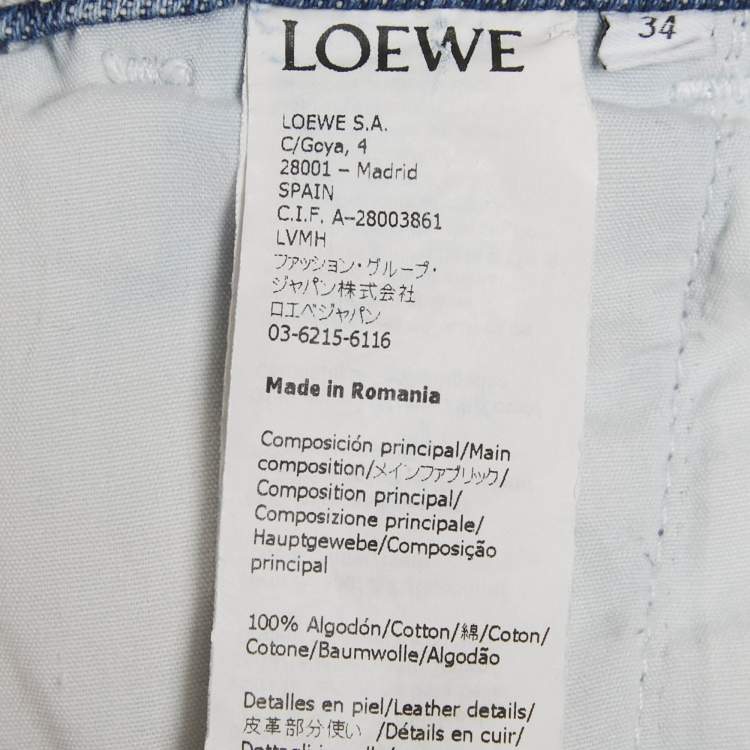 LOEWE
34
LOEWE S.A.
C/Goya, 4
28001 – Madrid
SPAIN
C.I.F. A-28003861
LVMH
ファッション・グループ・
ジャパン株式会社
ロエベジャパン
03-6215-6116
Made in Romania
Composición principal/Main
composition/メインファブリック/
Composition principal/
Composizione principale/
Hauptgewebe/Composição
principal
100% Algodón/Cotton/綿/Coton/
Cotone/Baumwolle/Algodão
Detalles en piel/Leather details/
皮革部分使い /Détails en cuir/